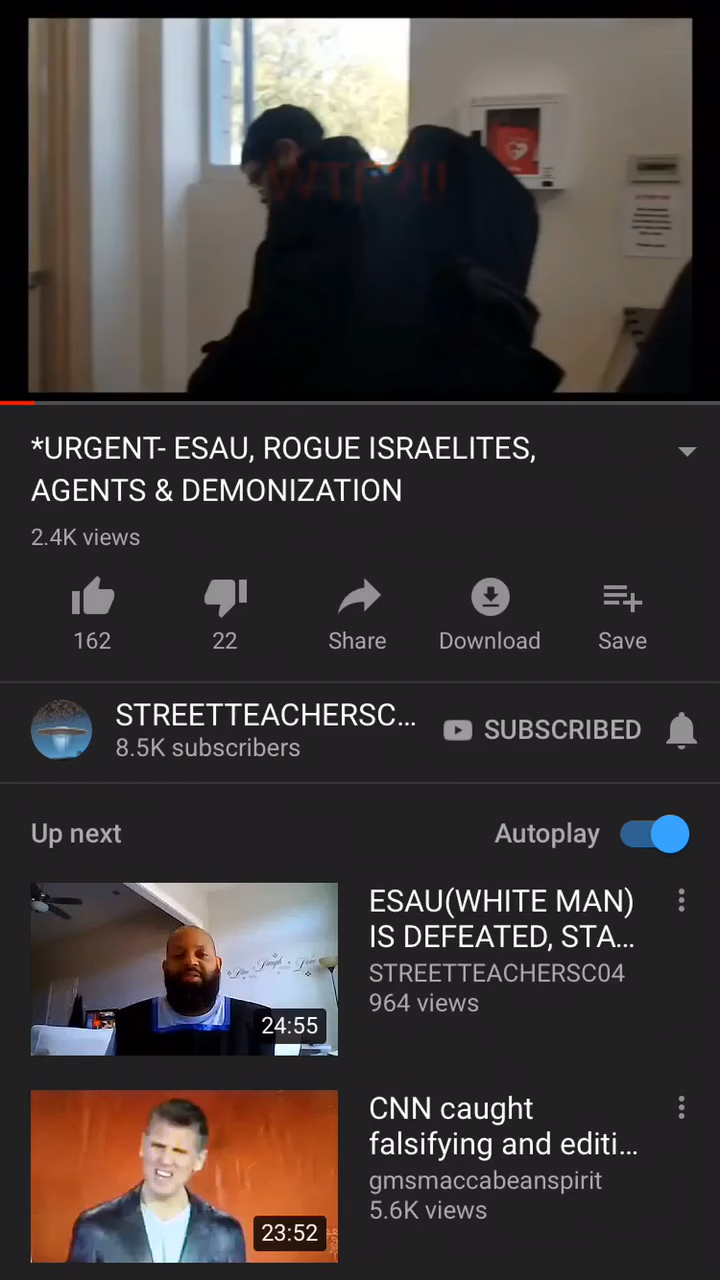 WTF?!!
*URGENT- ESAU, ROGUE ISRAELITES,
AGENTS & DEMONIZATION
2.4K views
162
22
Share
Download
Save
STREETTEACHERSC...
8.5K subscribers
SUBSCRIBED
Up next
Autoplay
24:55
ESAU(WHITE MAN)
IS DEFEATED, STA...
STREETTEACHERSC04
964 views
23:52
CNN caught
falsifying and editi...
gmsmaccabeanspirit
5.6K views